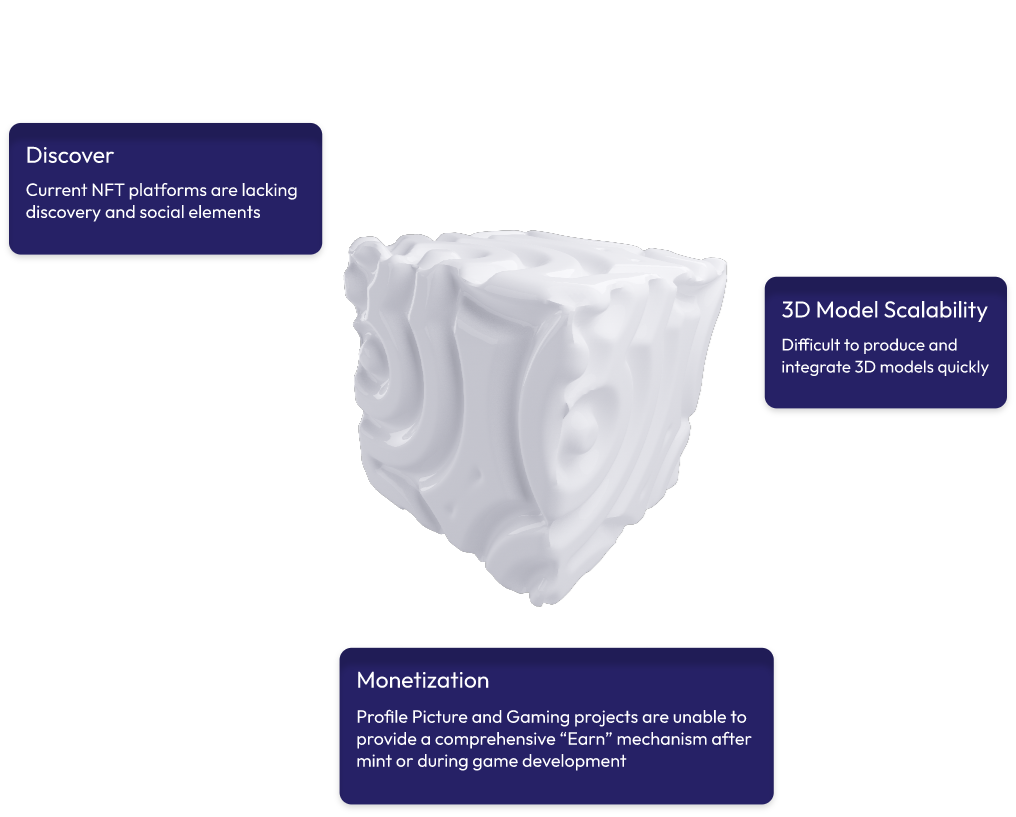 Discover
Current NFT platforms are lacking
discovery and social elements
3D Model Scalability
Difficult to produce and
integrate 3D models quickly
Monetization
Profile Picture and Gaming projects are unable to
provide a comprehensive “Earn” mechanism after
mint or during game development